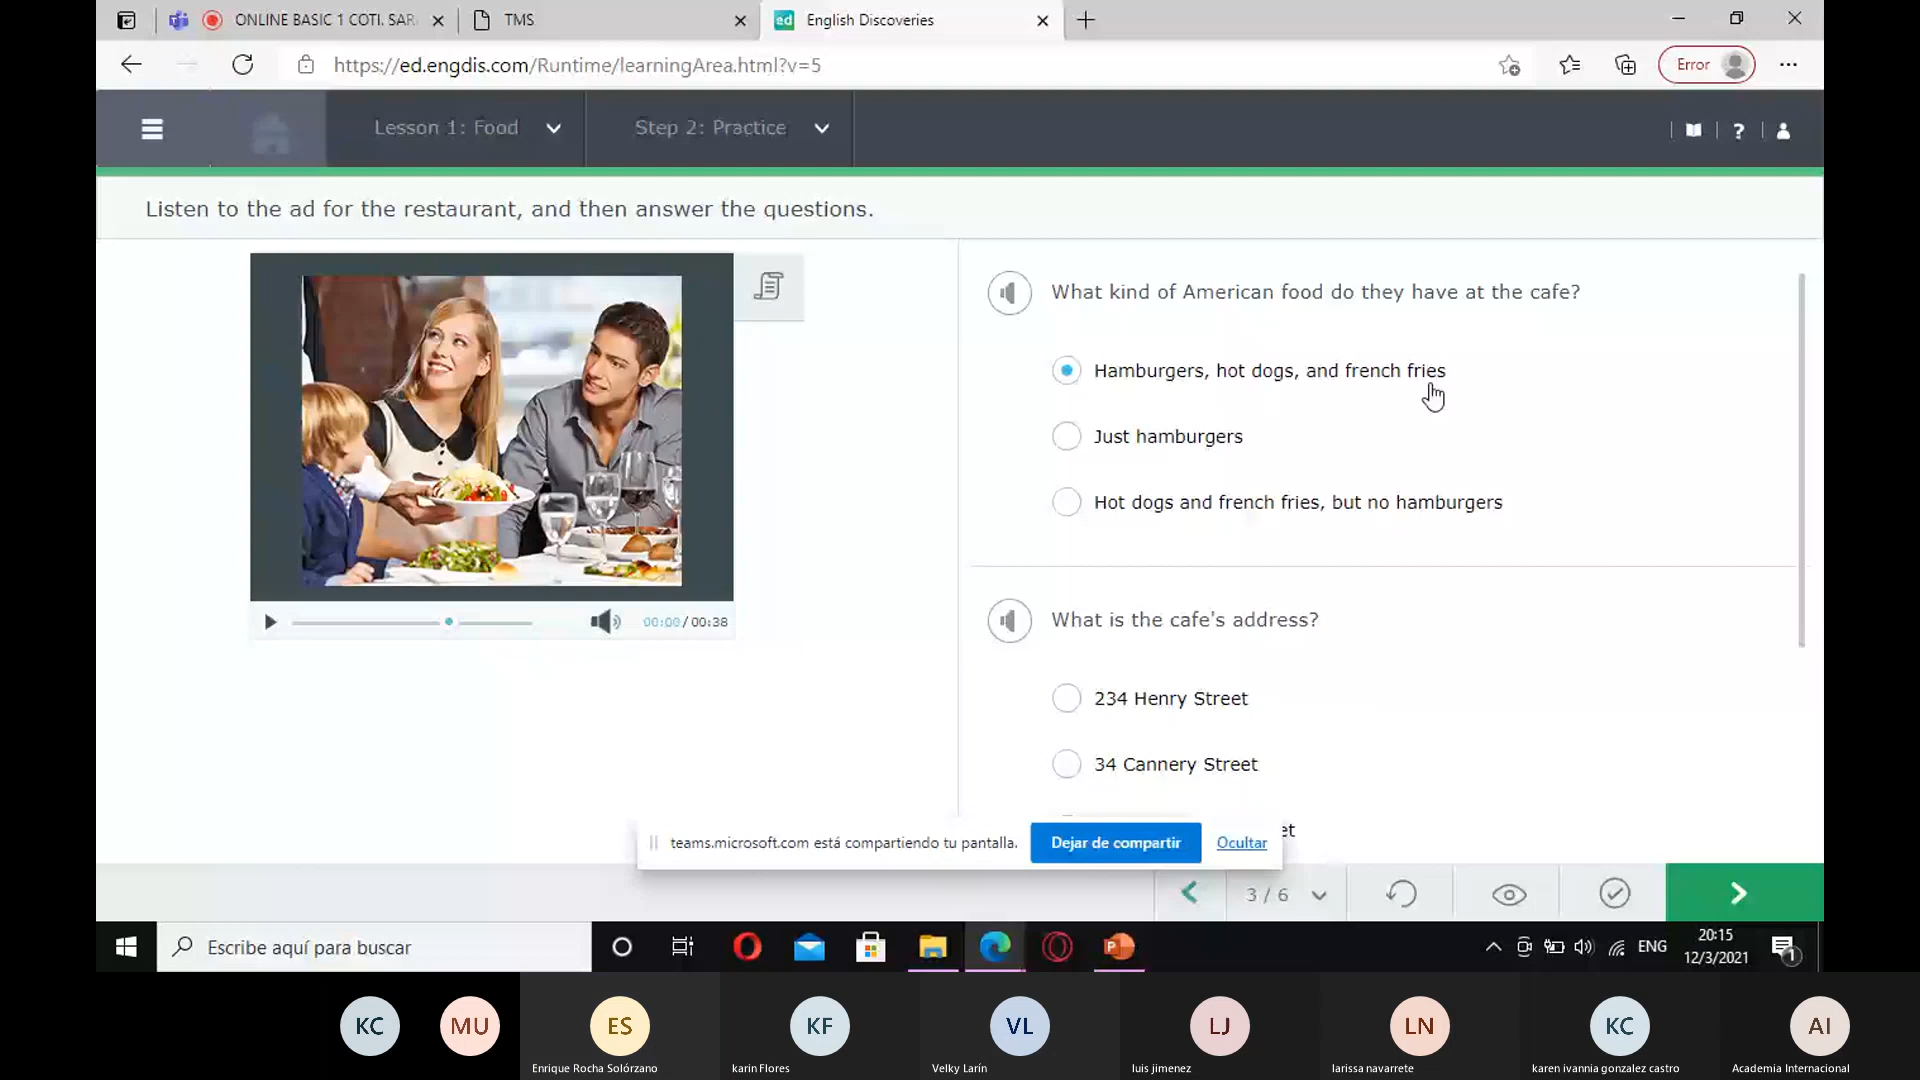 ONLINE BASIC 1 COTI. SAR
TMS
English Discoveries
https://ed.engdis.com/Runtime/learningArea.html?v=5
Error
Lesson 1: Food
Step 2: Practice
?
Listen to the ad for the restaurant, and then answer the questions.
What kind of American food do they have at the cafe?
Hamburgers, hot dogs, and french fries
Just hamburgers
Hot dogs and french fries, but no hamburgers
00:00 / 00:38
What is the cafe's address?
234 Henry Street
34 Cannery Street
et
teams.microsoft.com está compartiendo tu pantalla.
Dejar de compartir
Ocultar
3 / 6
Escribe aquí para buscar
ENG
20:15
12/3/2021
1
KC
MU
ES
KF
VL
LJ
LN
KC
AI
Enrique Rocha Solórzano
karin Flores
Velky Larín
luis jimenez
larissa navarrete
karen ivannia gonzalez castro
Academia Internacional